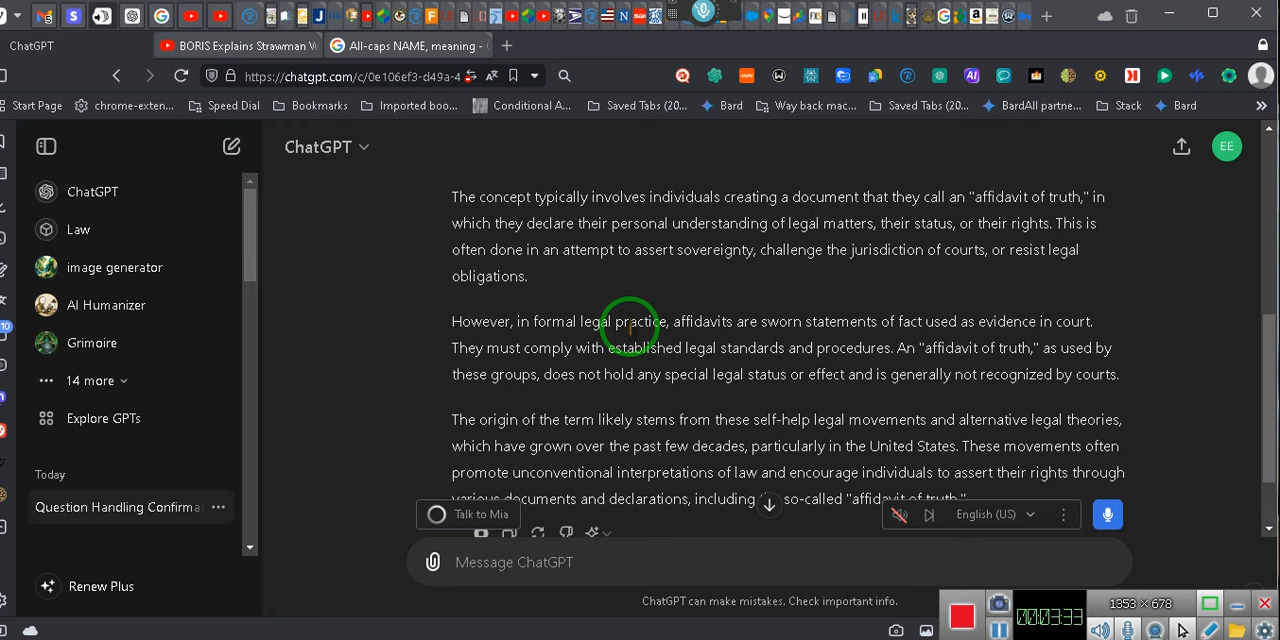 ChatGPT
BORIS Explains Strawman W
All-caps NAME, meaning -
https://chatgpt.com/c/0e106ef3-d49a-4
Start Page
chrome-exten...
Speed Dial
Bookmarks
Imported boo...
Conditional A...
Saved Tabs (20...
Bard
Way back mac...
Saved Tabs (20...
BardAll partne...
Stack
Bard
ChatGPT
EE
ChatGPT
Law
image generator
AI Humanizer
Grimoire
14 more
Explore GPTs
Today
Question Handling Confirma
Renew Plus
The concept typically involves individuals creating a document that they call an "affidavit of truth," in
which they declare their personal understanding of legal matters, their status, or their rights. This is
often done in an attempt to assert sovereignty, challenge the jurisdiction of courts, or resist legal
obligations.
However, in formal legal practice, affidavits are sworn statements of fact used as evidence in court.
They must comply with established legal standards and procedures. An "affidavit of truth," as used by
these groups, does not hold any special legal status or effect and is generally not recognized by courts.
The origin of the term likely stems from these self-help legal movements and alternative legal theories,
which have grown over the past few decades, particularly in the United States. These movements often
promote unconventional interpretations of law and encourage individuals to assert their rights through
various documents and declarations, including so-called "affidavit of truth."
Talk to Mia
English (US)
Message ChatGPT
ChatGPT can make mistakes. Check important info.
00:03:33
1353 × 678